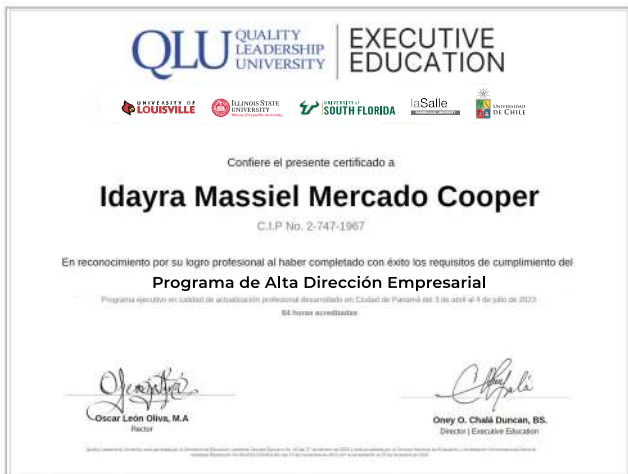 QLU QUALITY LEADERSHIP UNIVERSITY EXECUTIVE EDUCATION
UNIVERSITY OF LOUISVILLE ILLINOIS STATE UNIVERSITY UNIVERSITY of SOUTH FLORIDA laSalle UNIVERSIDAD DE CHILE
Confiere el presente certificado a
Idayra Massiel Mercado Cooper
C.I.P No. 2-747-1967
En reconocimiento por su logro profesional al haber completado con éxito los requisitos de cumplimiento del
Programa de Alta Dirección Empresarial
Programa ejecutivo en calidad de actualización profesional desarrollado en Ciudad de Panamá del 3 de abril al 4 de julio de 2023
64 horas acreditadas
Oscar León Oliva, M.A Oney O. Chalá Duncan, BS.
Rector Director | Executive Education